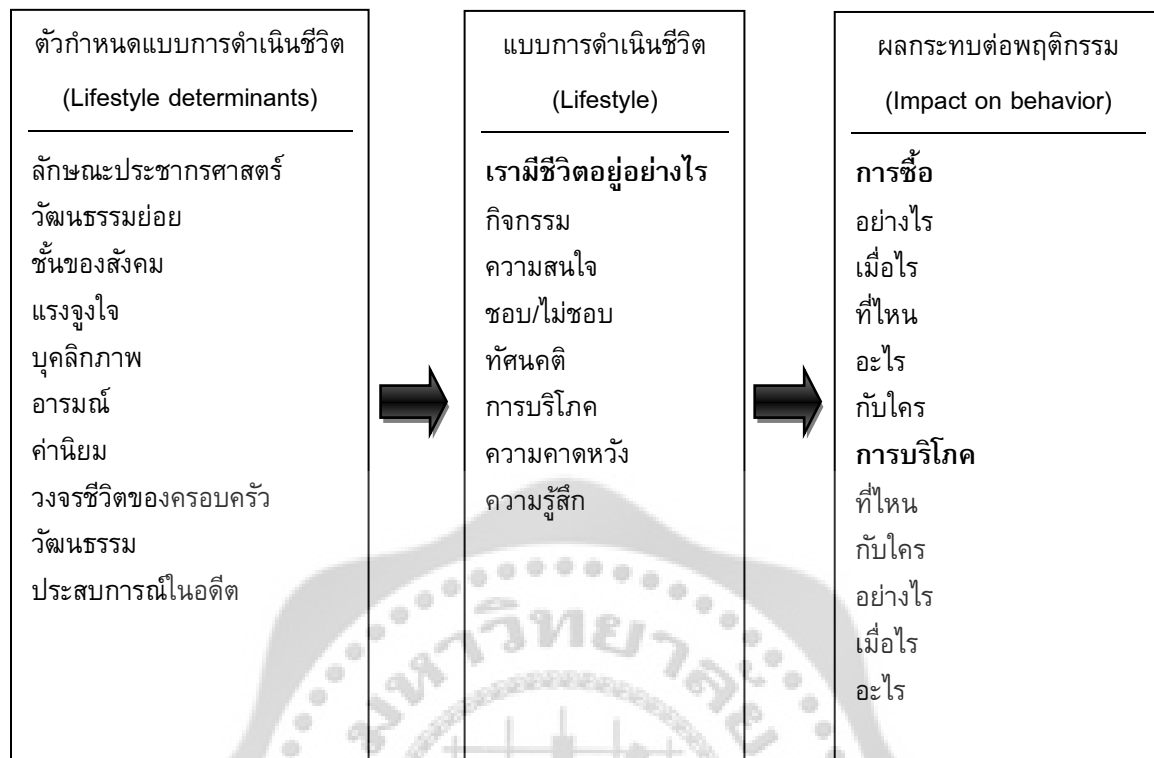 ตัวกำหนดแบบการดำเนินชีวิต
(Lifestyle determinants)
ลักษณะประชากรศาสตร์
วัฒนธรรมย่อย
ชั้นของสังคม
แรงจูงใจ
บุคลิกภาพ
อารมณ์
ค่านิยม
วงจรชีวิตของครอบครัว
วัฒนธรรม
ประสบการณ์ในอดีต
แบบการดำเนินชีวิต
(Lifestyle)
เรามีชีวิตอยู่อย่างไร
กิจกรรม
ความสนใจ
ชอบ/ไม่ชอบ
ทัศนคติ
การบริโภค
ความคาดหวัง
ความรู้สึก
ผลกระทบต่อพฤติกรรม
(Impact on behavior)
การซื้อ
อย่างไร
เมื่อไร
ที่ไหน
อะไร
กับใคร
การบริโภค
ที่ไหน
กับใคร
อย่างไร
เมื่อไร
อะไร
มหาวิทยาลัย